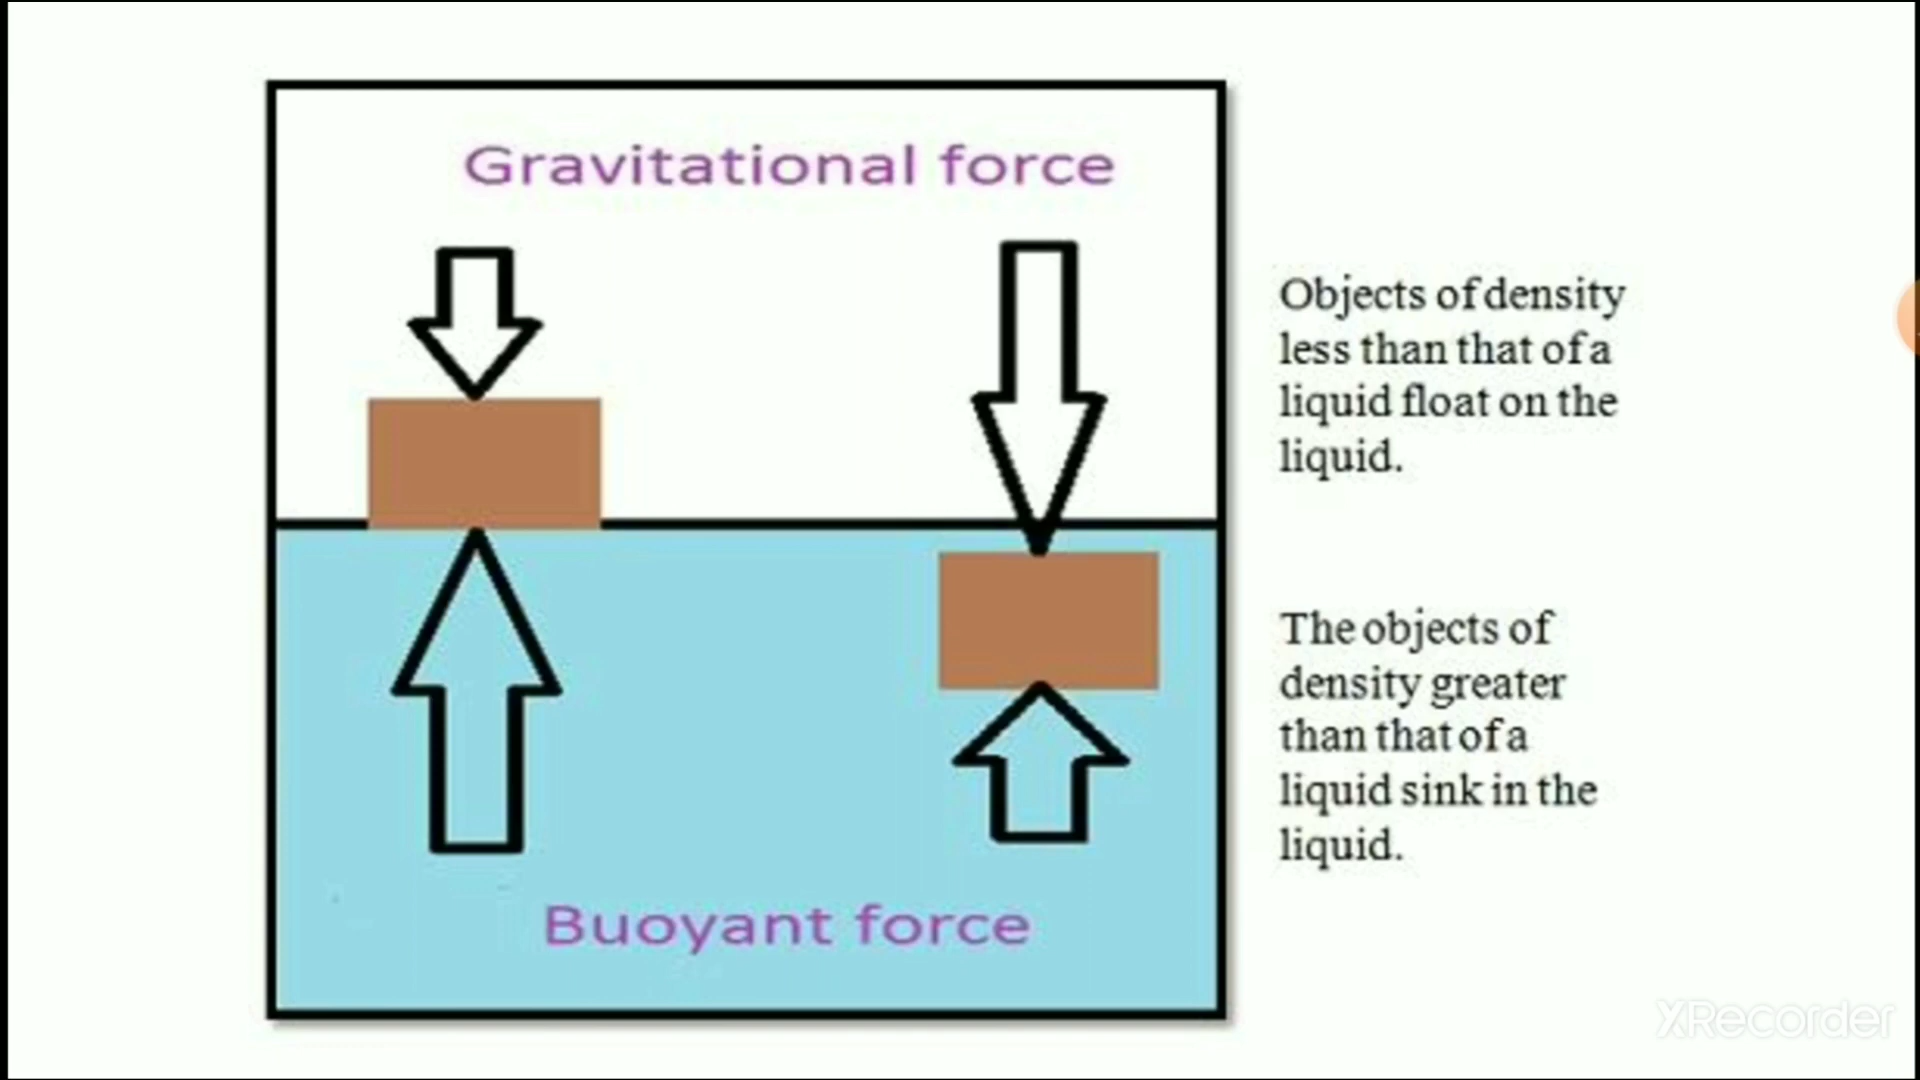 Gravitational force
Objects of density
less than that of a
liquid float on the
liquid.
The objects of
density greater
than that of a
liquid sink in the
liquid.
Buoyant force
XRecorder